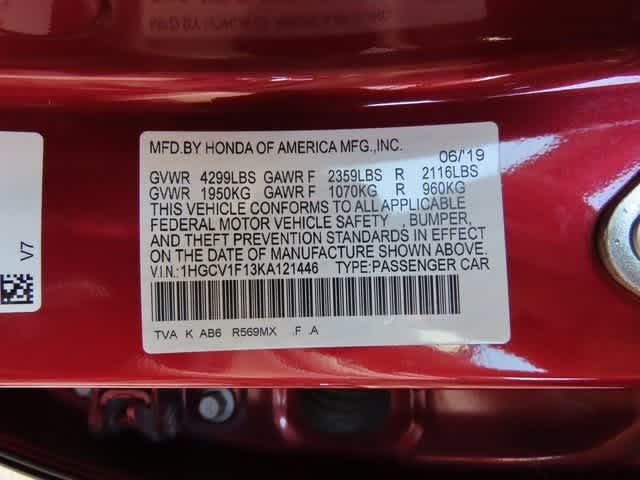 MFD.BY HONDA OF AMERICA MFG.,INC.
06/'19
GVWR 4299LBS GAWR F 2359LBS R 2116LBS
GVWR 1950KG GAWR F 1070KG R 960KG
THIS VEHICLE CONFORMS TO ALL APPLICABLE
FEDERAL MOTOR VEHICLE SAFETY BUMPER,
AND THEFT PREVENTION STANDARDS IN EFFECT
ON THE DATE OF MANUFACTURE SHOWN ABOVE.
V.I.N.:1HGCV1F13KA121446 TYPE:PASSENGER CAR
TVA K AB6 R569MX .F .A
V7